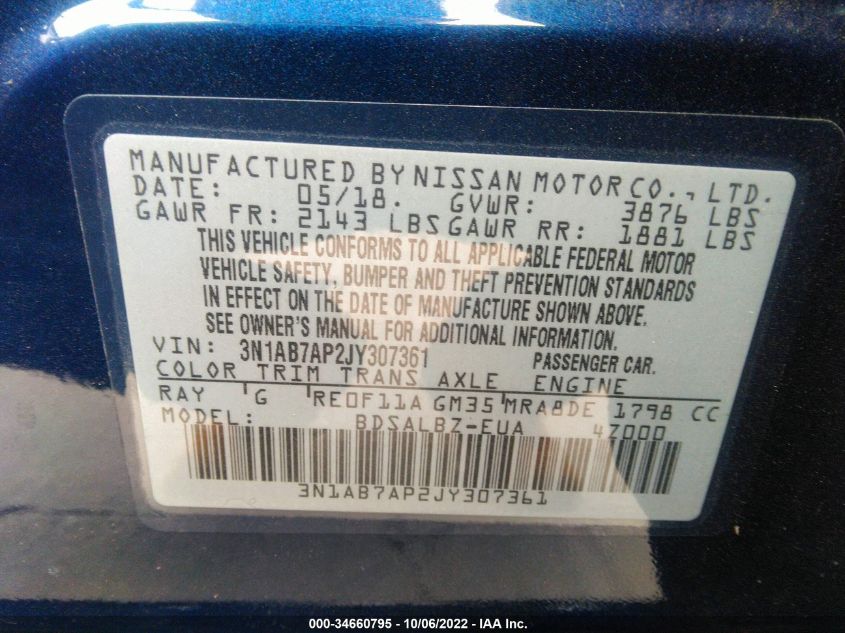 MANUFACTURED BY NISSAN MOTOR CO., LTD.
DATE: 05/18. GVWR: 3876 LBS
GAWR FR: 2143 LBS GAWR RR: 1881 LBS
THIS VEHICLE CONFORMS TO ALL APPLICABLE FEDERAL MOTOR
VEHICLE SAFETY, BUMPER AND THEFT PREVENTION STANDARDS
IN EFFECT ON THE DATE OF MANUFACTURE SHOWN ABOVE.
SEE OWNER'S MANUAL FOR ADDITIONAL INFORMATION.
VIN: 3N1AB7AP2JY307361 PASSENGER CAR.
COLOR TRIM TRANS AXLE ENGINE
RAY G RE0F11A GM35 MRA8DE 1798 CC
MODEL: BDSALBZ-EUA 47000
3N1AB7AP2JY307361
000-34660795 - 10/06/2022 - IAA Inc.